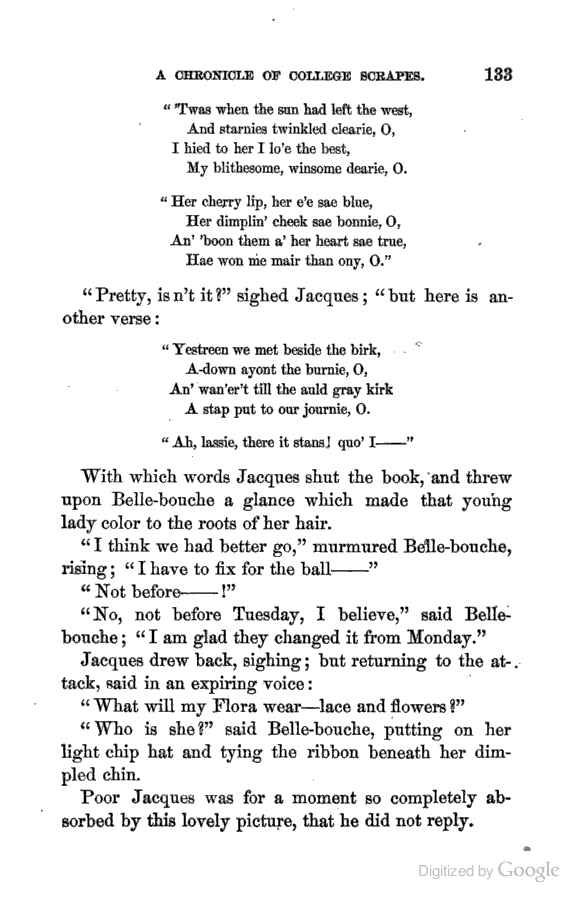 A CHRONICLE OF COLLEGE SCRAPES. 133
“ 'Twas when the sun had left the west,
And starnies twinkled clearie, O,
I hied to her I lo'e the best,
My blithesome, winsome dearie, O.
“ Her cherry lip, her e'e sae blue,
Her dimplin' cheek sae bonnie, O,
An' 'boon them a' her heart sae true,
Hae won me mair than ony, O.”
“Pretty, is n't it?” sighed Jacques; “but here is an-
other verse:
“ Yestreen we met beside the birk,
A-down ayont the burnie, O,
An' wan'er't till the auld gray kirk
A stap put to our journie, O.
“ Ah, lassie, there it stans! quo' I——”
With which words Jacques shut the book, and threw
upon Belle-bouche a glance which made that young
lady color to the roots of her hair.
“I think we had better go,” murmured Belle-bouche,
rising; “I have to fix for the ball——”
“Not before——!”
“No, not before Tuesday, I believe,” said Belle-
bouche; “I am glad they changed it from Monday.”
Jacques drew back, sighing; but returning to the at-
tack, said in an expiring voice:
“What will my Flora wear—lace and flowers?”
“Who is she?” said Belle-bouche, putting on her
light chip hat and tying the ribbon beneath her dim-
pled chin.
Poor Jacques was for a moment so completely ab-
sorbed by this lovely picture, that he did not reply.
Digitized by Google